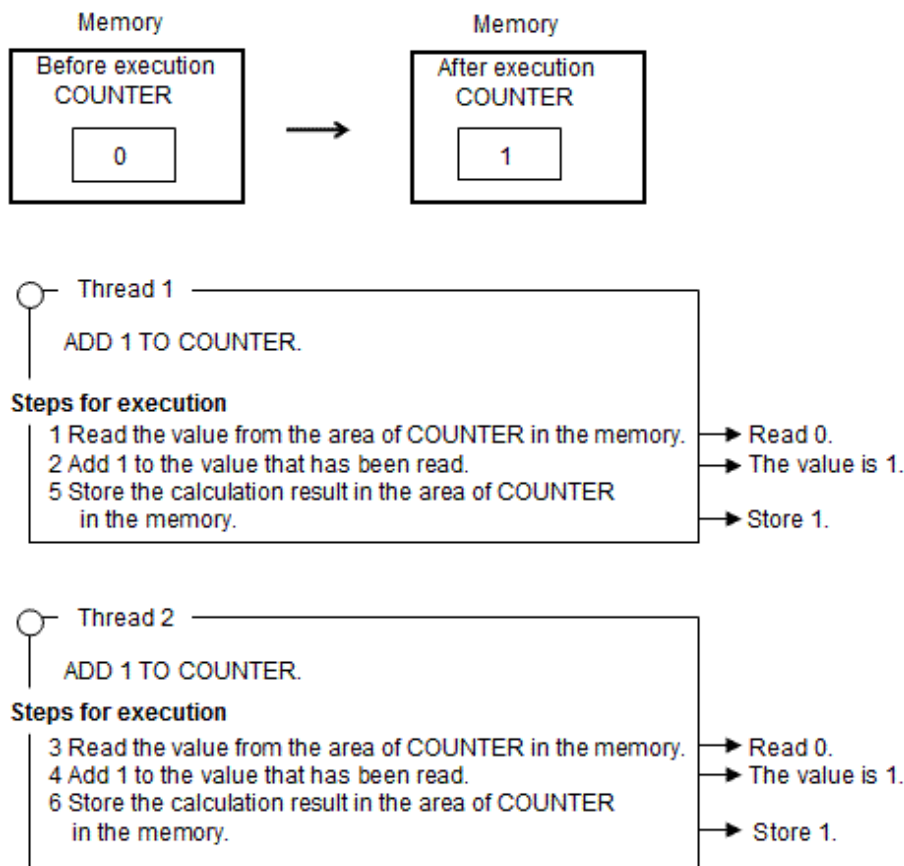 Memory
Memory
Before execution
COUNTER
0
After execution
COUNTER
1
Thread 1
ADD 1 TO COUNTER.
Steps for execution
1 Read the value from the area of COUNTER in the memory. Read 0.
2 Add 1 to the value that has been read. The value is 1.
5 Store the calculation result in the area of COUNTER
in the memory. Store 1.
Thread 2
ADD 1 TO COUNTER.
Steps for execution
3 Read the value from the area of COUNTER in the memory. Read 0.
4 Add 1 to the value that has been read. The value is 1.
6 Store the calculation result in the area of COUNTER
in the memory. Store 1.